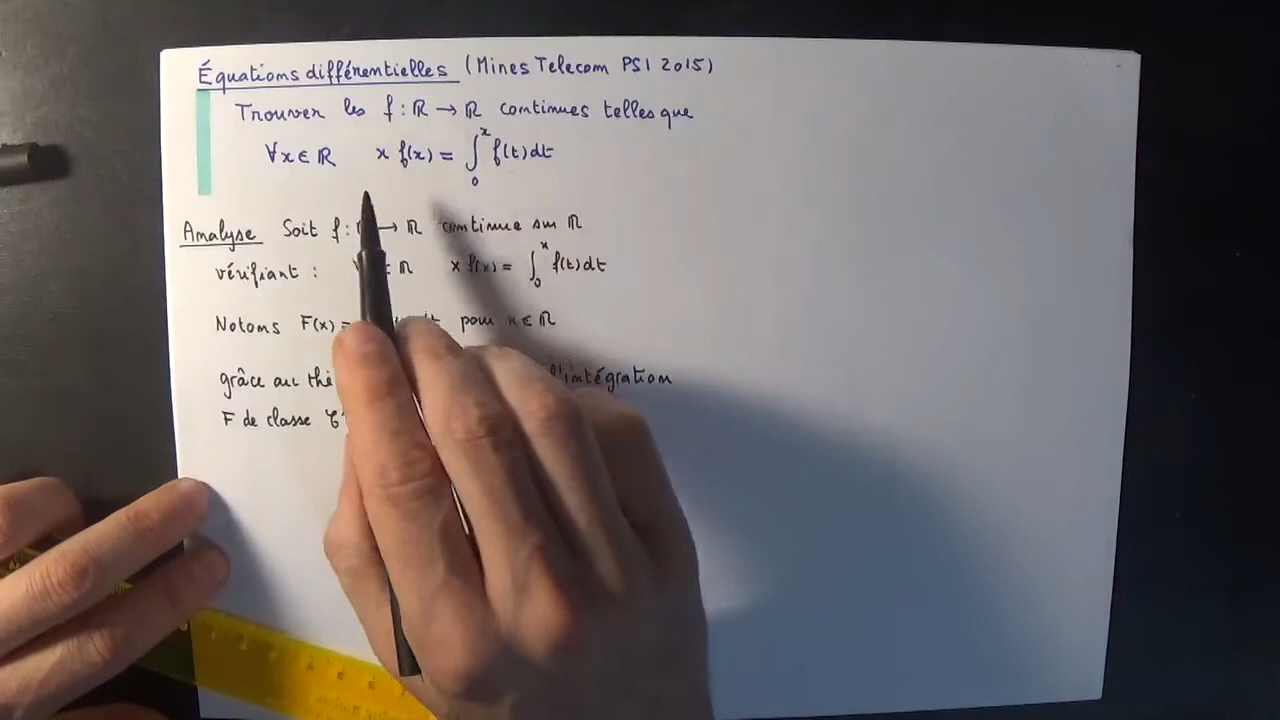 Équations différentielles (Mines Telecom PSI 2015)
Trouver les f : ℝ → ℝ continues telles que
∀x ∈ ℝ x f(x) = ∫₀ˣ f(t)dt
Analyse Soit f : → ℝ continue sur ℝ
vérifiant : ∈ ℝ x f(x) = ∫₀ˣ f(t)dt
Notons F(x) = pour x ∈ ℝ
grâce au l'intégration
F de classe